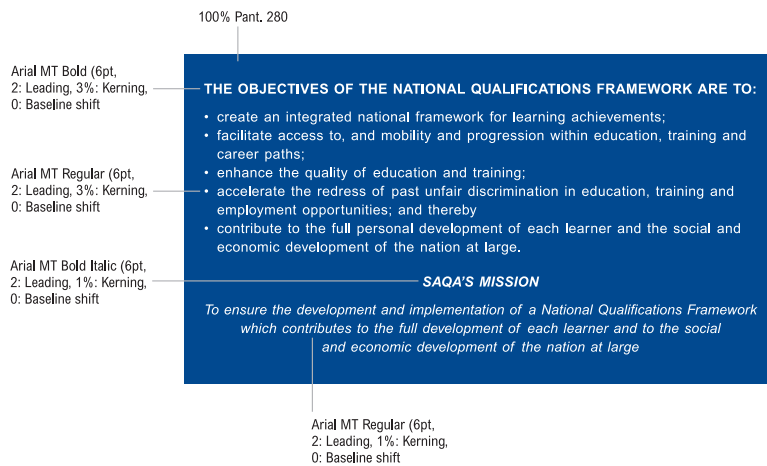 100% Pant. 280
Arial MT Bold (6pt,
2: Leading, 3%: Kerning,
0: Baseline shift
THE OBJECTIVES OF THE NATIONAL QUALIFICATIONS FRAMEWORK ARE TO:
• create an integrated national framework for learning achievements;
• facilitate access to, and mobility and progression within education, training and
career paths;
• enhance the quality of education and training;
Arial MT Regular (6pt,
2: Leading, 3%: Kerning,
0: Baseline shift
• accelerate the redress of past unfair discrimination in education, training and
employment opportunities; and thereby
• contribute to the full personal development of each learner and the social and
economic development of the nation at large.
Arial MT Bold Italic (6pt,
2: Leading, 1%: Kerning,
0: Baseline shift
SAQA'S MISSION
To ensure the development and implementation of a National Qualifications Framework
which contributes to the full development of each learner and to the social
and economic development of the nation at large
Arial MT Regular (6pt,
2: Leading, 1%: Kerning,
0: Baseline shift